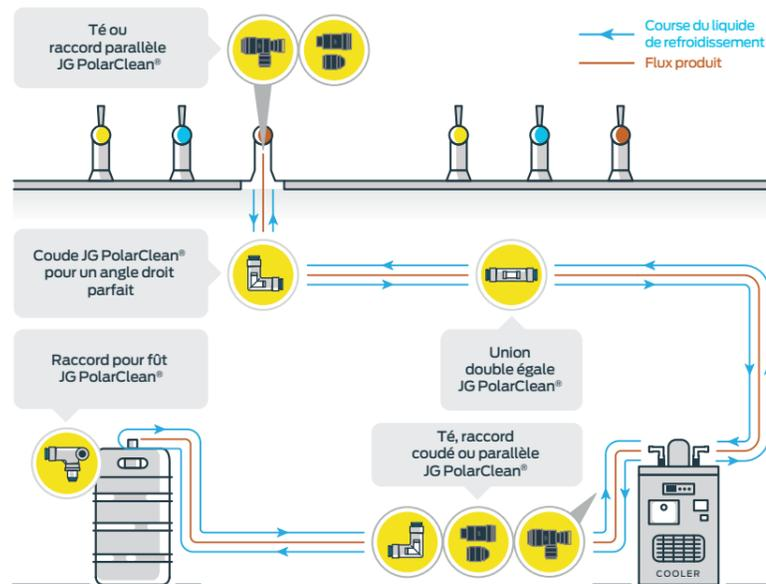 Té ou
raccord parallèle
JG PolarClean®
Course du liquide
de refroidissement
Flux produit
Coude JG PolarClean®
pour un angle droit
parfait
Raccord pour fût
JG PolarClean®
Union
double égale
JG PolarClean®
Té, raccord
coudé ou parallèle
JG PolarClean®
COOLER